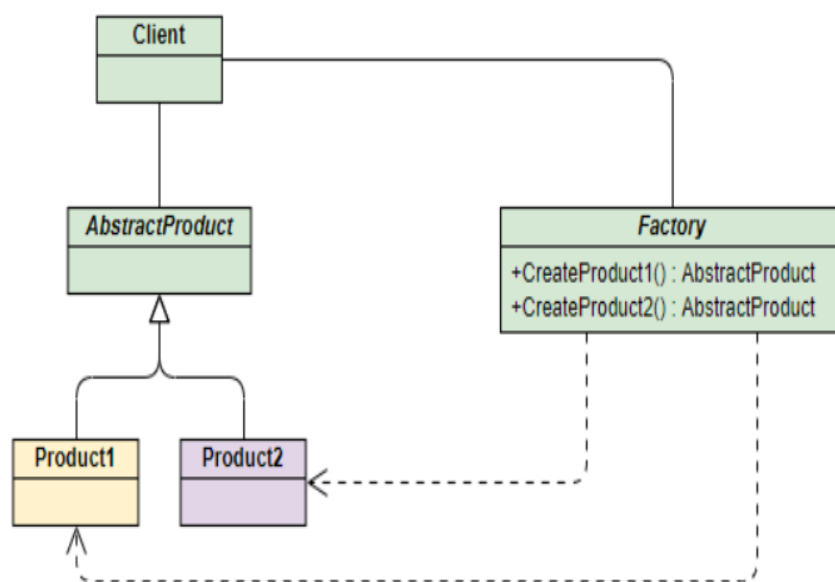 Client
AbstractProduct
Factory
+CreateProduct1() : AbstractProduct
+CreateProduct2() : AbstractProduct
Product1
Product2